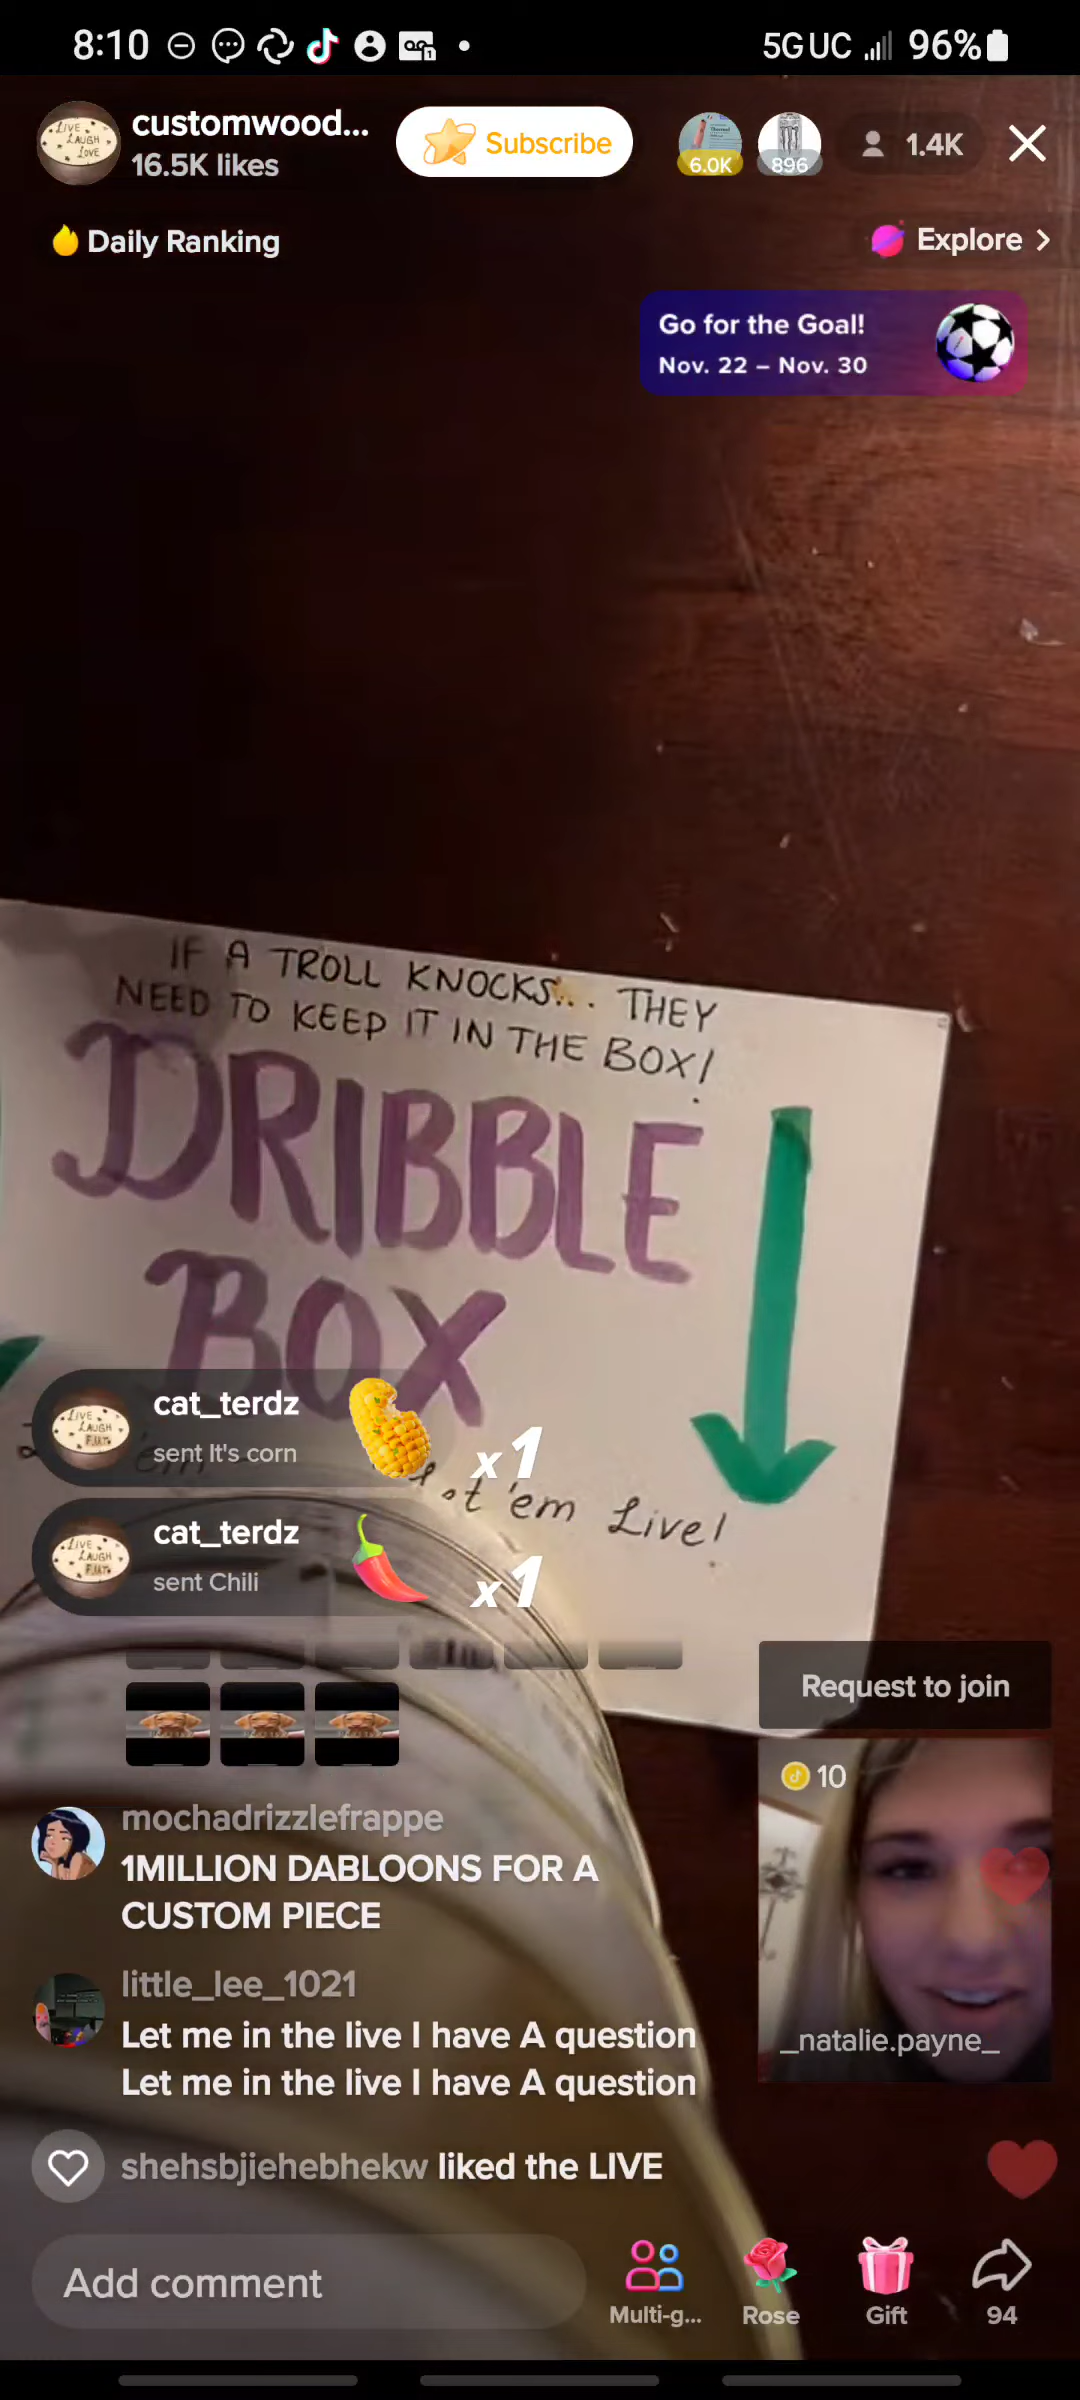 8:10
5G UC 96%
customwood...
16.5K likes
Subscribe
6.0K
896
1.4K
Daily Ranking
Explore >
Go for the Goal!
Nov. 22 – Nov. 30
IF A TROLL KNOCKS... THEY
NEED TO KEEP IT IN THE BOX!
DRIBBLE
BOX
'em Live!
LIVE
LAUGH
LOVE
cat_terdz
sent It's corn
x1
cat_terdz
sent Chili
x1
Request to join
10
_natalie.payne_
mochadrizzlefrappe
1MILLION DABLOONS FOR A
CUSTOM PIECE
little_lee_1021
Let me in the live I have A question
Let me in the live I have A question
shehsbjiehebhekw liked the LIVE
Add comment
Multi-g...
Rose
Gift
94